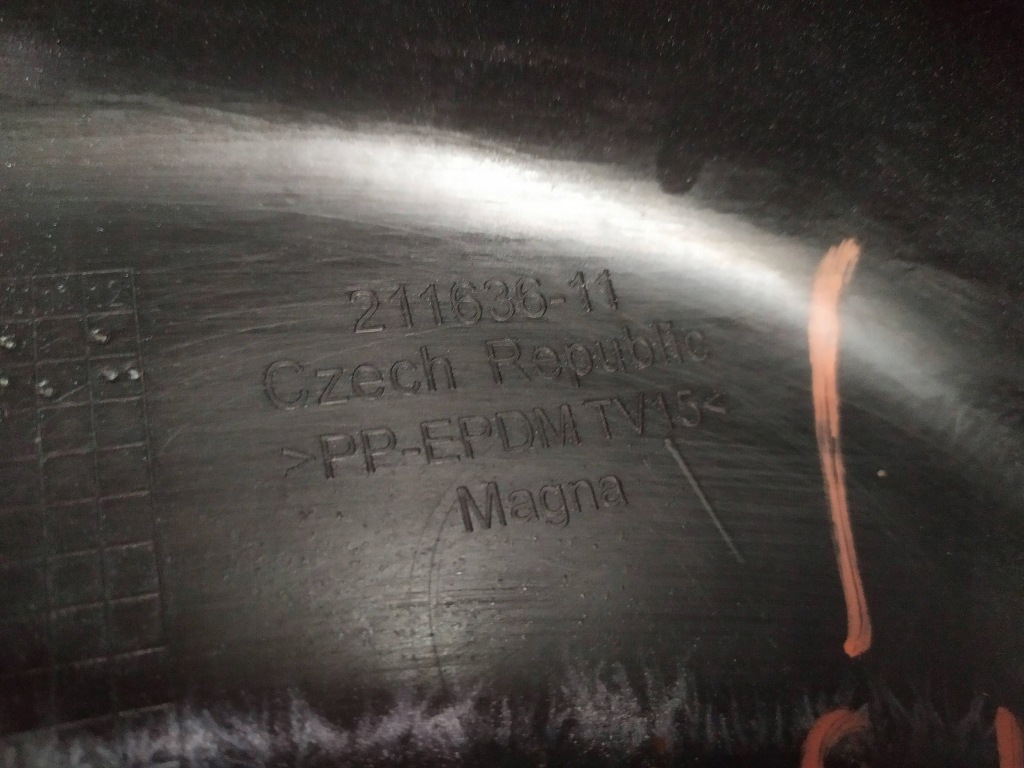 211636-11
Czech Republic
>PP-EPDM TV15<
Magna